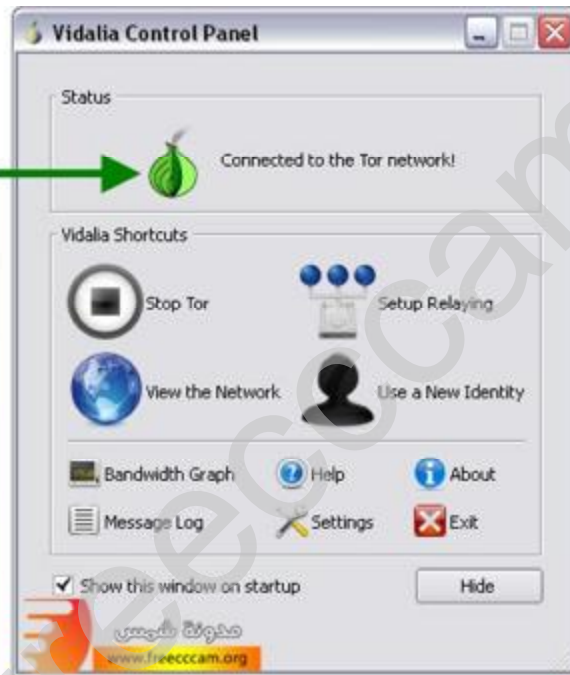 Vidalia Control Panel
Status
Connected to the Tor network!
Vidalia Shortcuts
Stop Tor
Setup Relaying
View the Network
Use a New Identity
Bandwidth Graph
Help
About
Message Log
Settings
Exit
Show this window on startup
Hide
مدونة شمس
www.freecccam.org